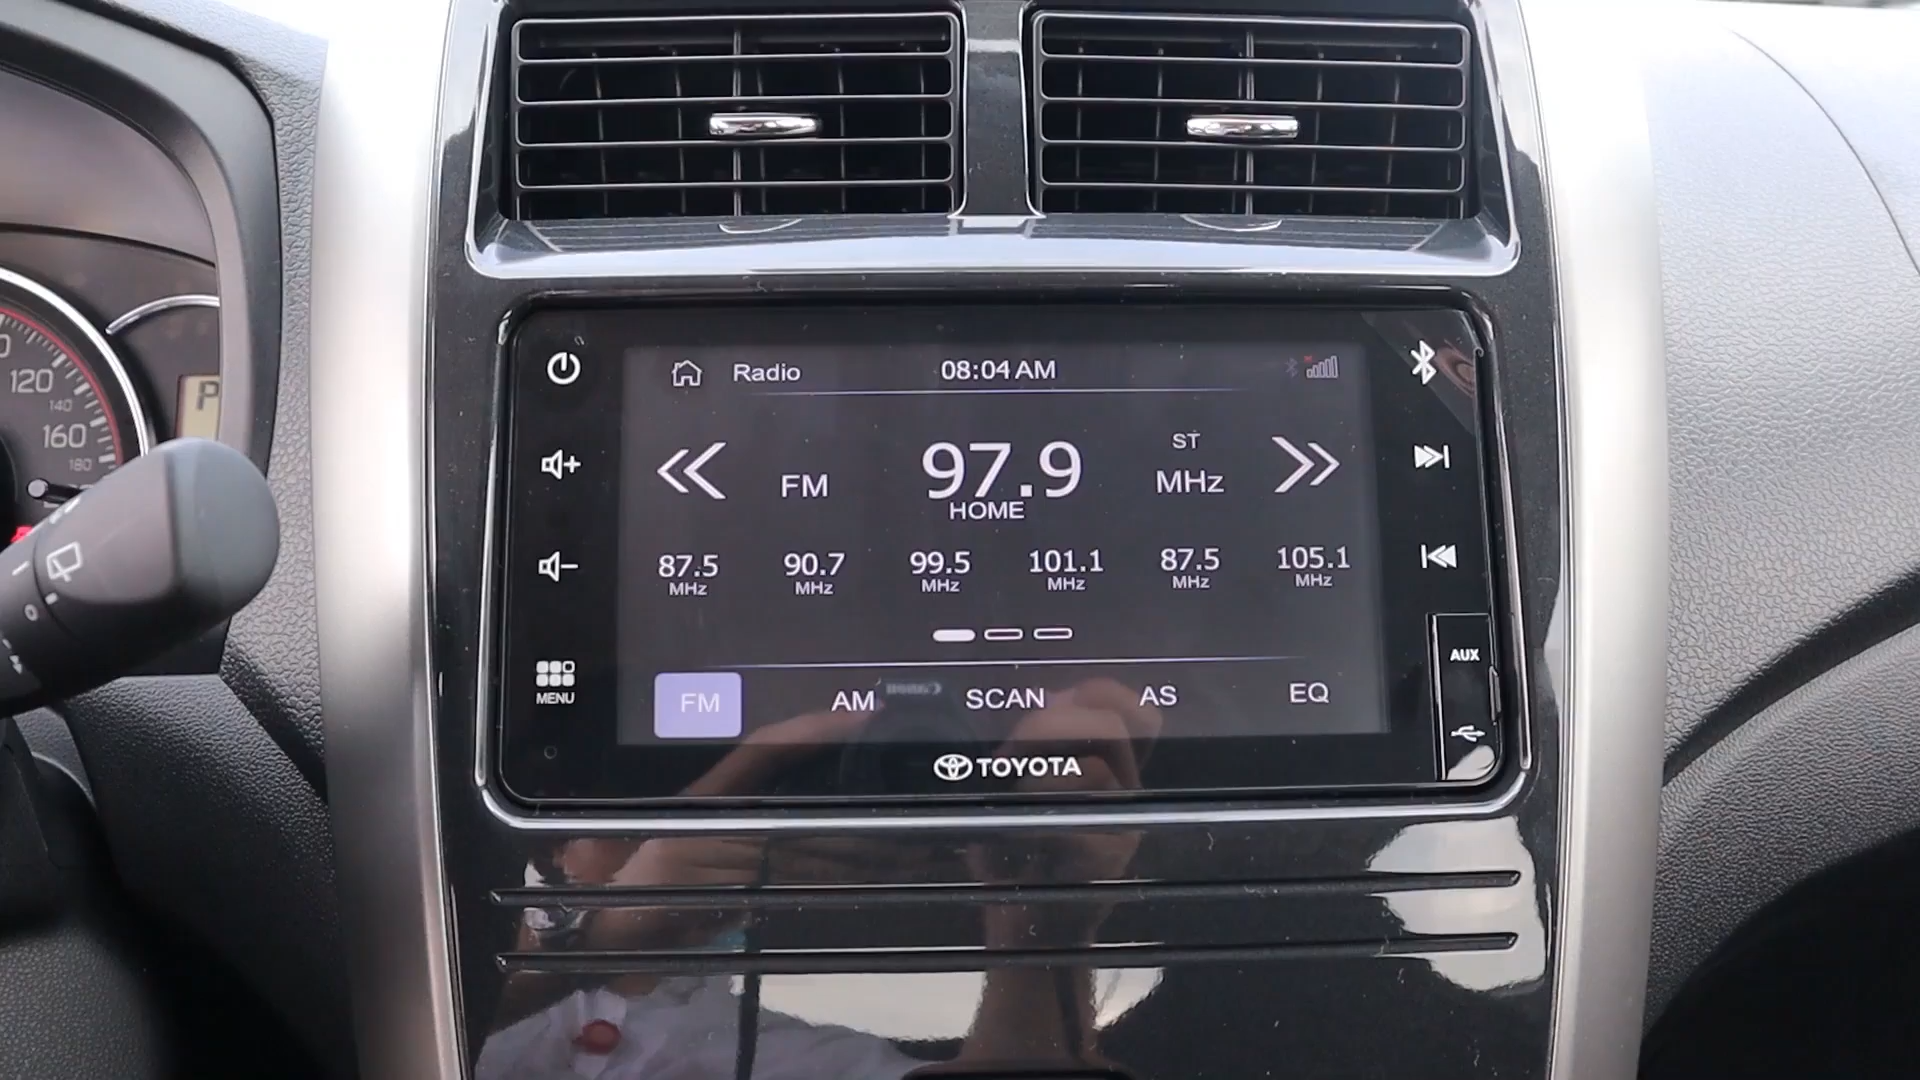 Radio 08:04 AM
ST
FM 97.9 MHz
HOME
87.5 90.7 99.5 101.1 87.5 105.1
MHz MHz MHz MHz MHz MHz
FM AM SCAN AS EQ
MENU
AUX
TOYOTA
120
140
160
180
P